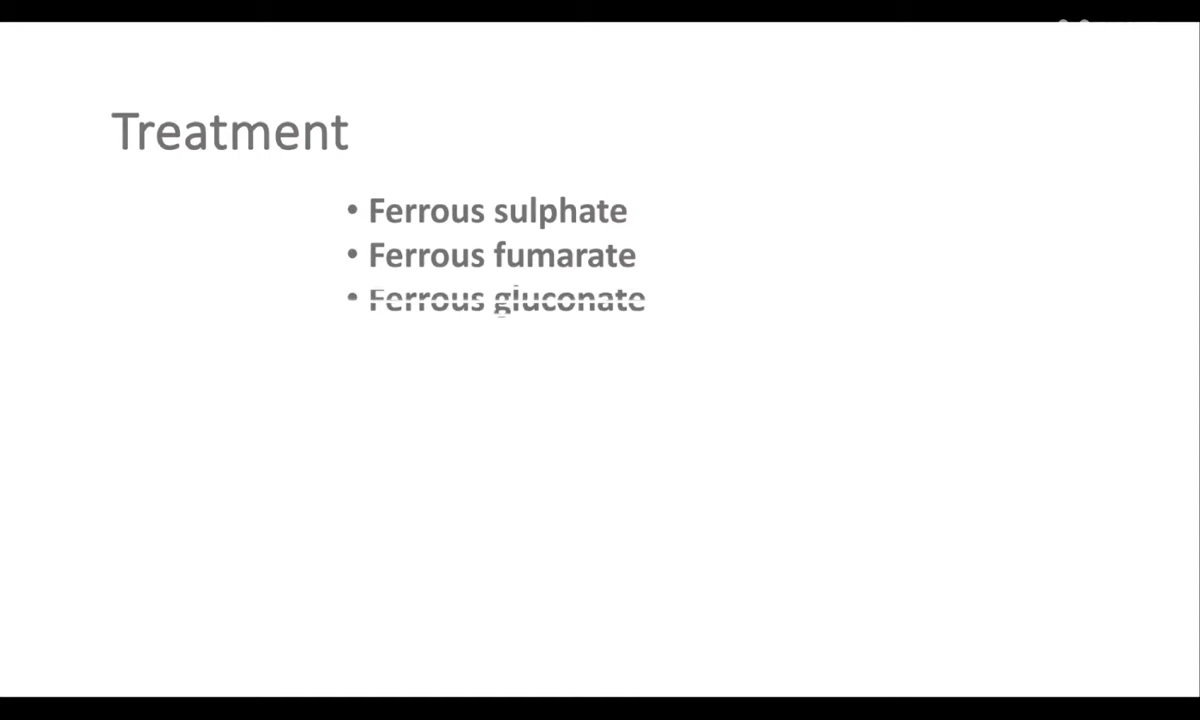 Treatment
• Ferrous sulphate
• Ferrous fumarate
• Ferrous gluconate